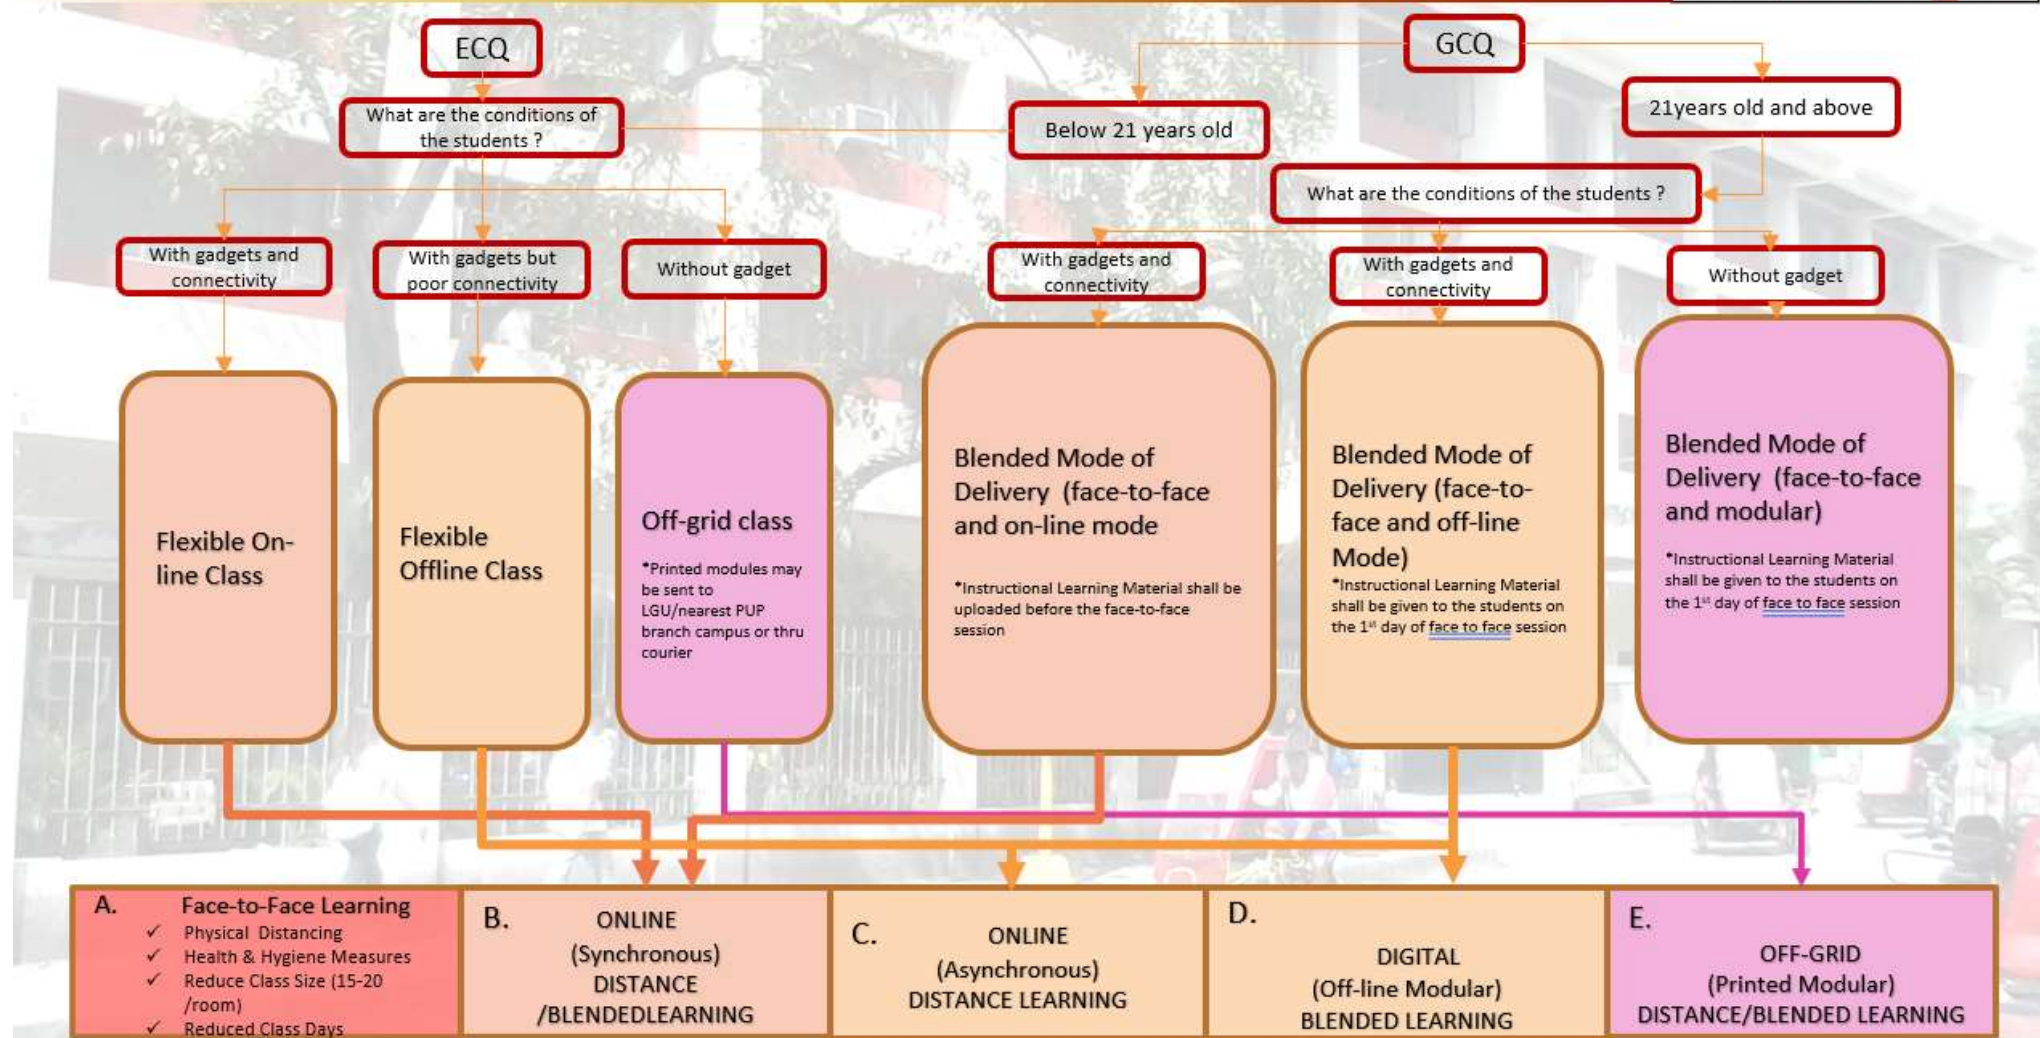 ECQ
GCQ
What are the conditions of
the students ?
Below 21 years old
21years old and above
What are the conditions of the students ?
With gadgets and
connectivity
With gadgets but
poor connectivity
Without gadget
With gadgets and
connectivity
With gadgets and
connectivity
Without gadget
Flexible On-
line Class
Flexible
Offline Class
Off-grid class
*Printed modules may
be sent to
LGU/nearest PUP
branch campus or thru
courier
Blended Mode of
Delivery (face-to-face
and on-line mode
*Instructional Learning Material shall be
uploaded before the face-to-face
session
Blended Mode of
Delivery (face-to-
face and off-line
Mode)
*Instructional Learning Material
shall be given to the students on
the 1st day of face to face session
Blended Mode of
Delivery (face-to-face
and modular)
*Instructional Learning Material
shall be given to the students on
the 1st day of face to face session
A. Face-to-Face Learning
✓ Physical Distancing
✓ Health & Hygiene Measures
✓ Reduce Class Size (15-20
/room)
✓ Reduced Class Days
B.
ONLINE
(Synchronous)
DISTANCE
/BLENDEDLEARNING
C.
ONLINE
(Asynchronous)
DISTANCE LEARNING
D.
DIGITAL
(Off-line Modular)
BLENDED LEARNING
E.
OFF-GRID
(Printed Modular)
DISTANCE/BLENDED LEARNING